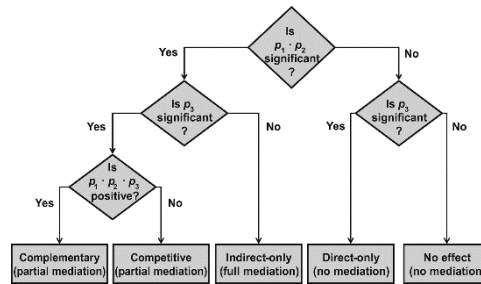 Is
p₁ · p₂
significant
?
Yes
No
Is p₃
significant
?
Is p₃
significant
?
Yes
No
Yes
No
Is
p₁ · p₂ · p₃
positive?
Yes
No
Complementary
(partial mediation)
Competitive
(partial mediation)
Indirect-only
(full mediation)
Direct-only
(no mediation)
No effect
(no mediation